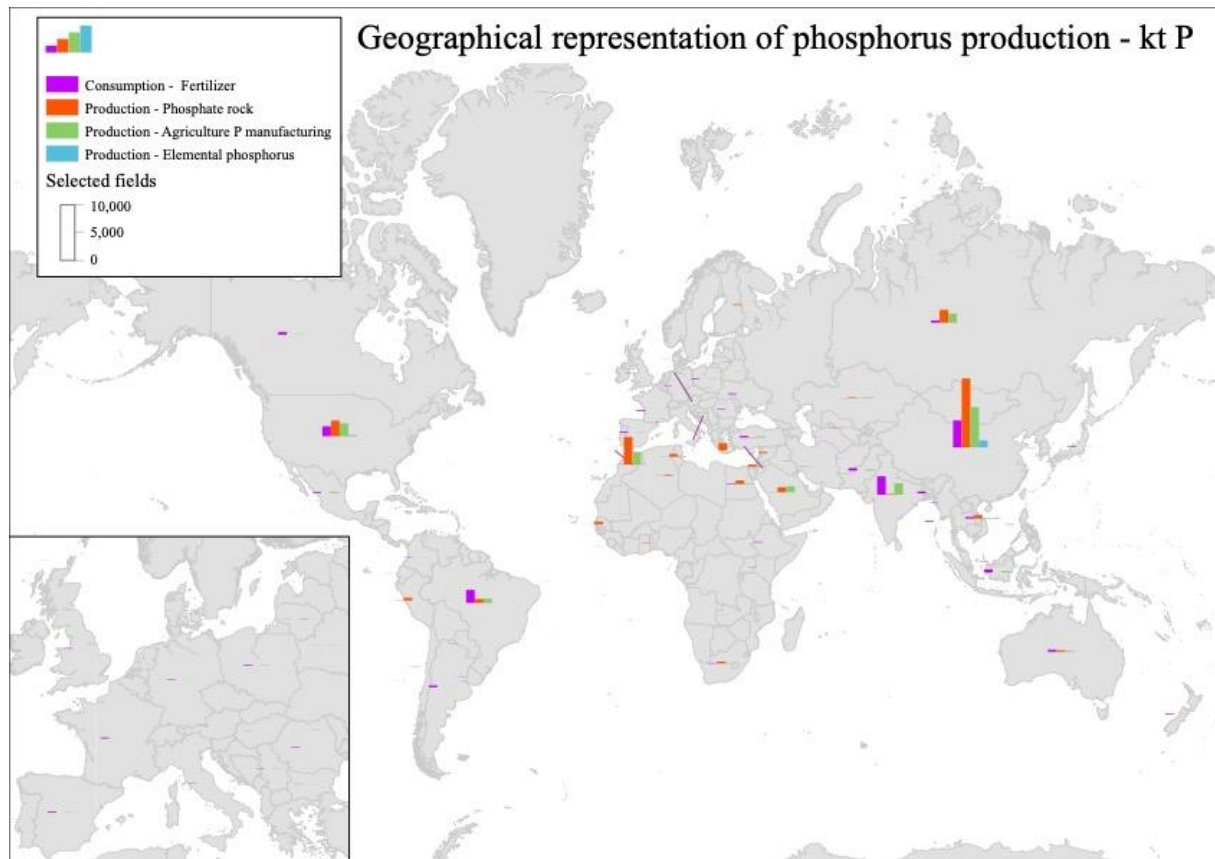 Geographical representation of phosphorus production - kt P
Consumption - Fertilizer
Production - Phosphate rock
Production - Agriculture P manufacturing
Production - Elemental phosphorus
Selected fields
10,000
5,000
0